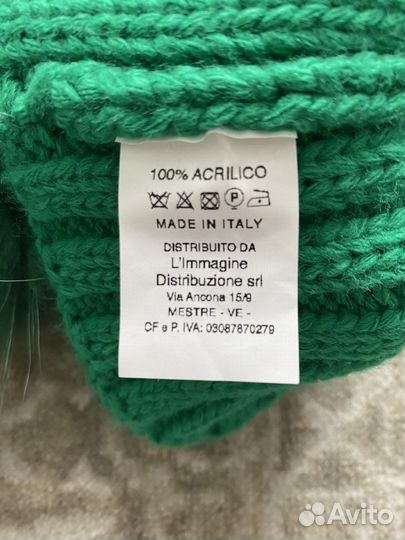 100% ACRILICO
P
MADE IN ITALY
DISTRIBUITO DA
L'Immagine
Distribuzione srl
Via Ancona 15/9
MESTRE - VE -
CF e P. IVA: 03087870279
Avito